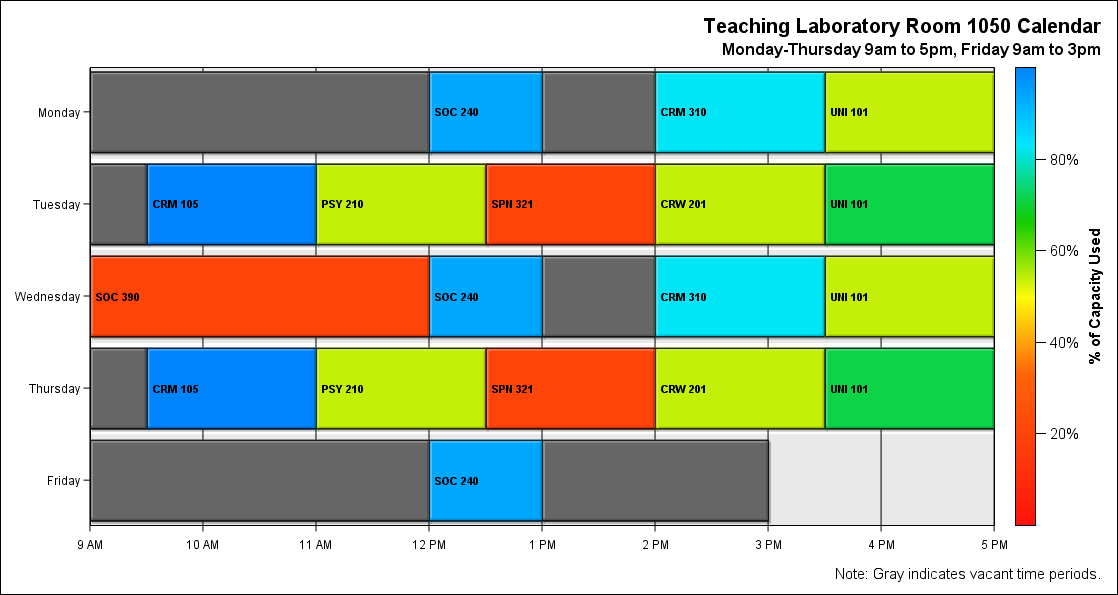 Teaching Laboratory Room 1050 Calendar
Monday-Thursday 9am to 5pm, Friday 9am to 3pm
Monday
SOC 240
CRM 310
UNI 101
Tuesday
CRM 105
PSY 210
SPN 321
CRW 201
UNI 101
Wednesday
SOC 390
SOC 240
CRM 310
UNI 101
Thursday
CRM 105
PSY 210
SPN 321
CRW 201
UNI 101
Friday
SOC 240
9 AM
10 AM
11 AM
12 PM
1 PM
2 PM
3 PM
4 PM
5 PM
80%
60%
40%
20%
% of Capacity Used
Note: Gray indicates vacant time periods.